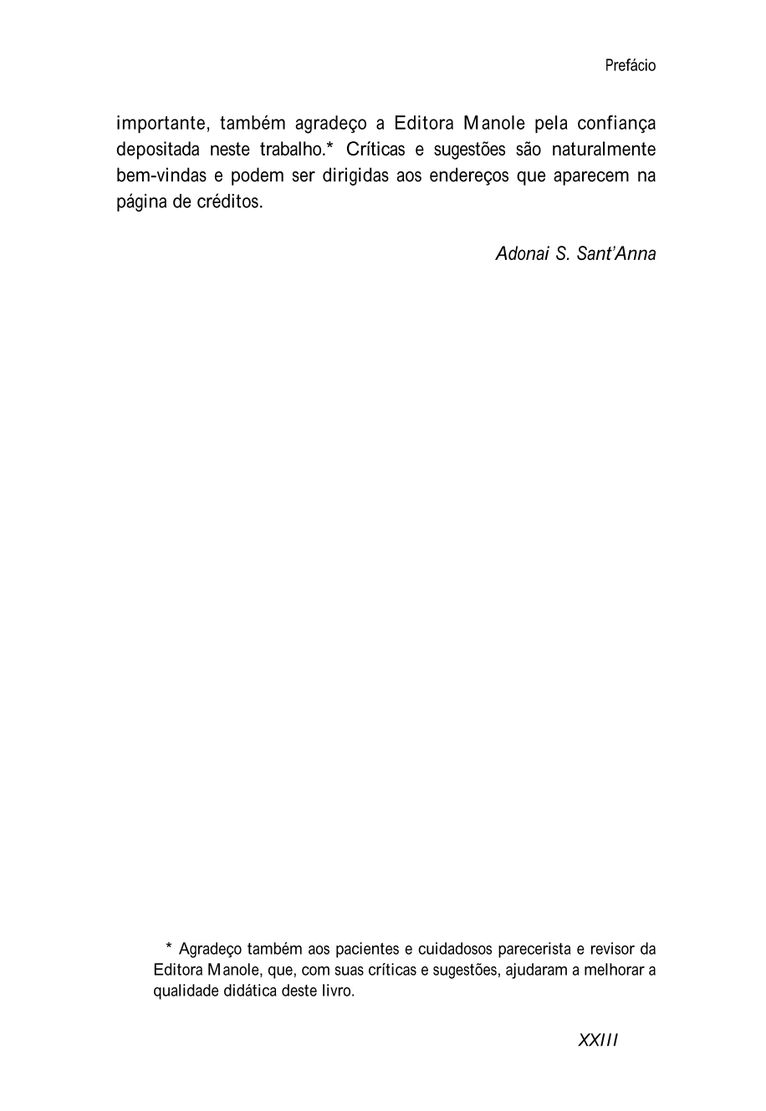 Prefácio
importante, também agradeço a Editora Manole pela confiança
depositada neste trabalho.* Críticas e sugestões são naturalmente
bem-vindas e podem ser dirigidas aos endereços que aparecem na
página de créditos.
Adonai S. Sant'Anna
* Agradeço também aos pacientes e cuidadosos parecerista e revisor da
Editora Manole, que, com suas críticas e sugestões, ajudaram a melhorar a
qualidade didática deste livro.
XXIII